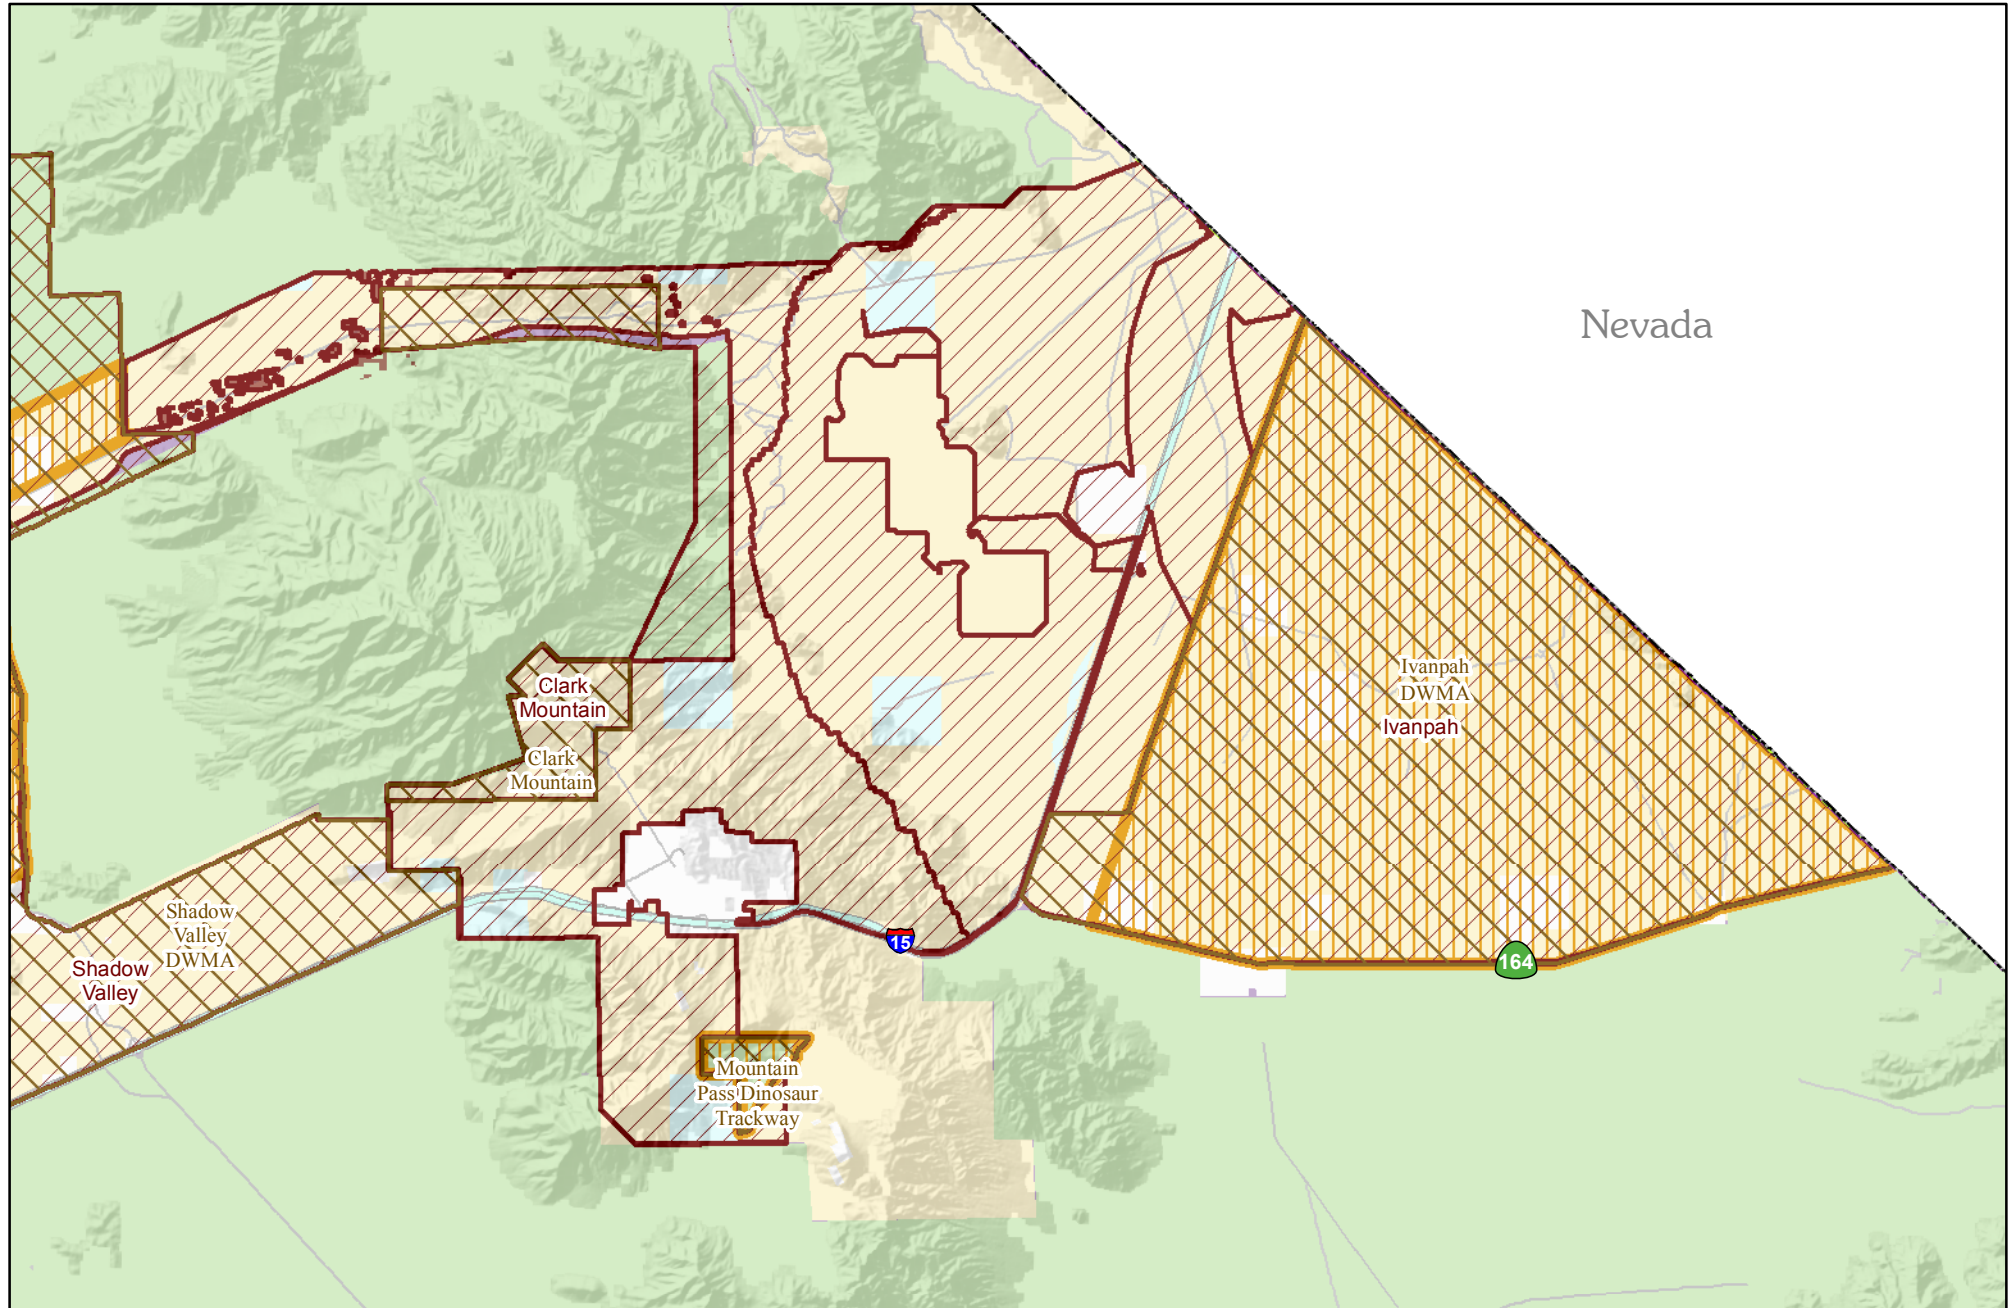 Nevada
Ivanpah
DWMA
Ivanpah
Clark
Mountain
Clark
Mountain
Shadow
Valley
DWMA
Shadow
Valley
15
164
Mountain
Pass Dinosaur
Trackway